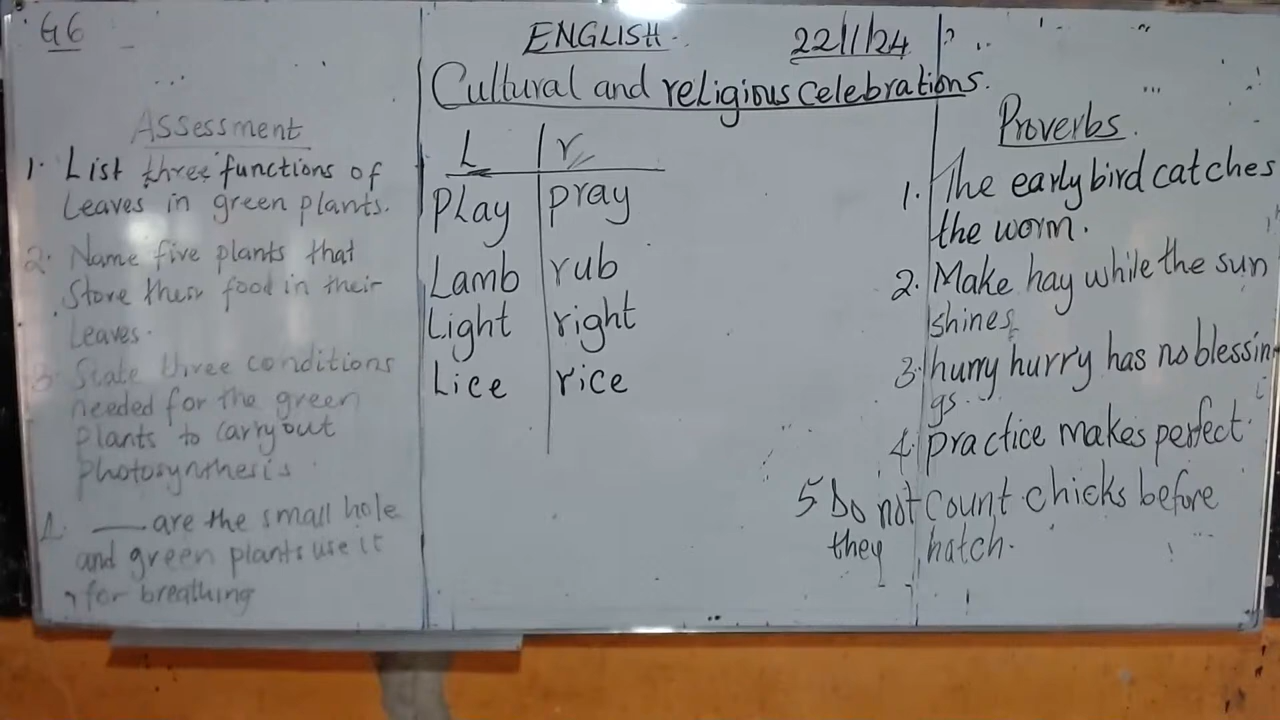 G6
Assessment
1. List three functions of
Leaves in green plants.
2. Name five plants that
Store their food in their
Leaves.
3. State three conditions
needed for the green
Plants to carry out
Photosynthesis.
4. ___ are the small hole
and green plants use it
for breathing
ENGLISH. 22/1/24
Cultural and religious celebrations.
L r
PLay pray
Lamb rub
Light right
Lice rice
Proverbs.
1. The early bird catches
the worm.
2. Make hay while the sun
shines
3. hurry hurry has no blessin
gs.
4. practice makes perfect.
5 Do not count chicks before
they hatch.